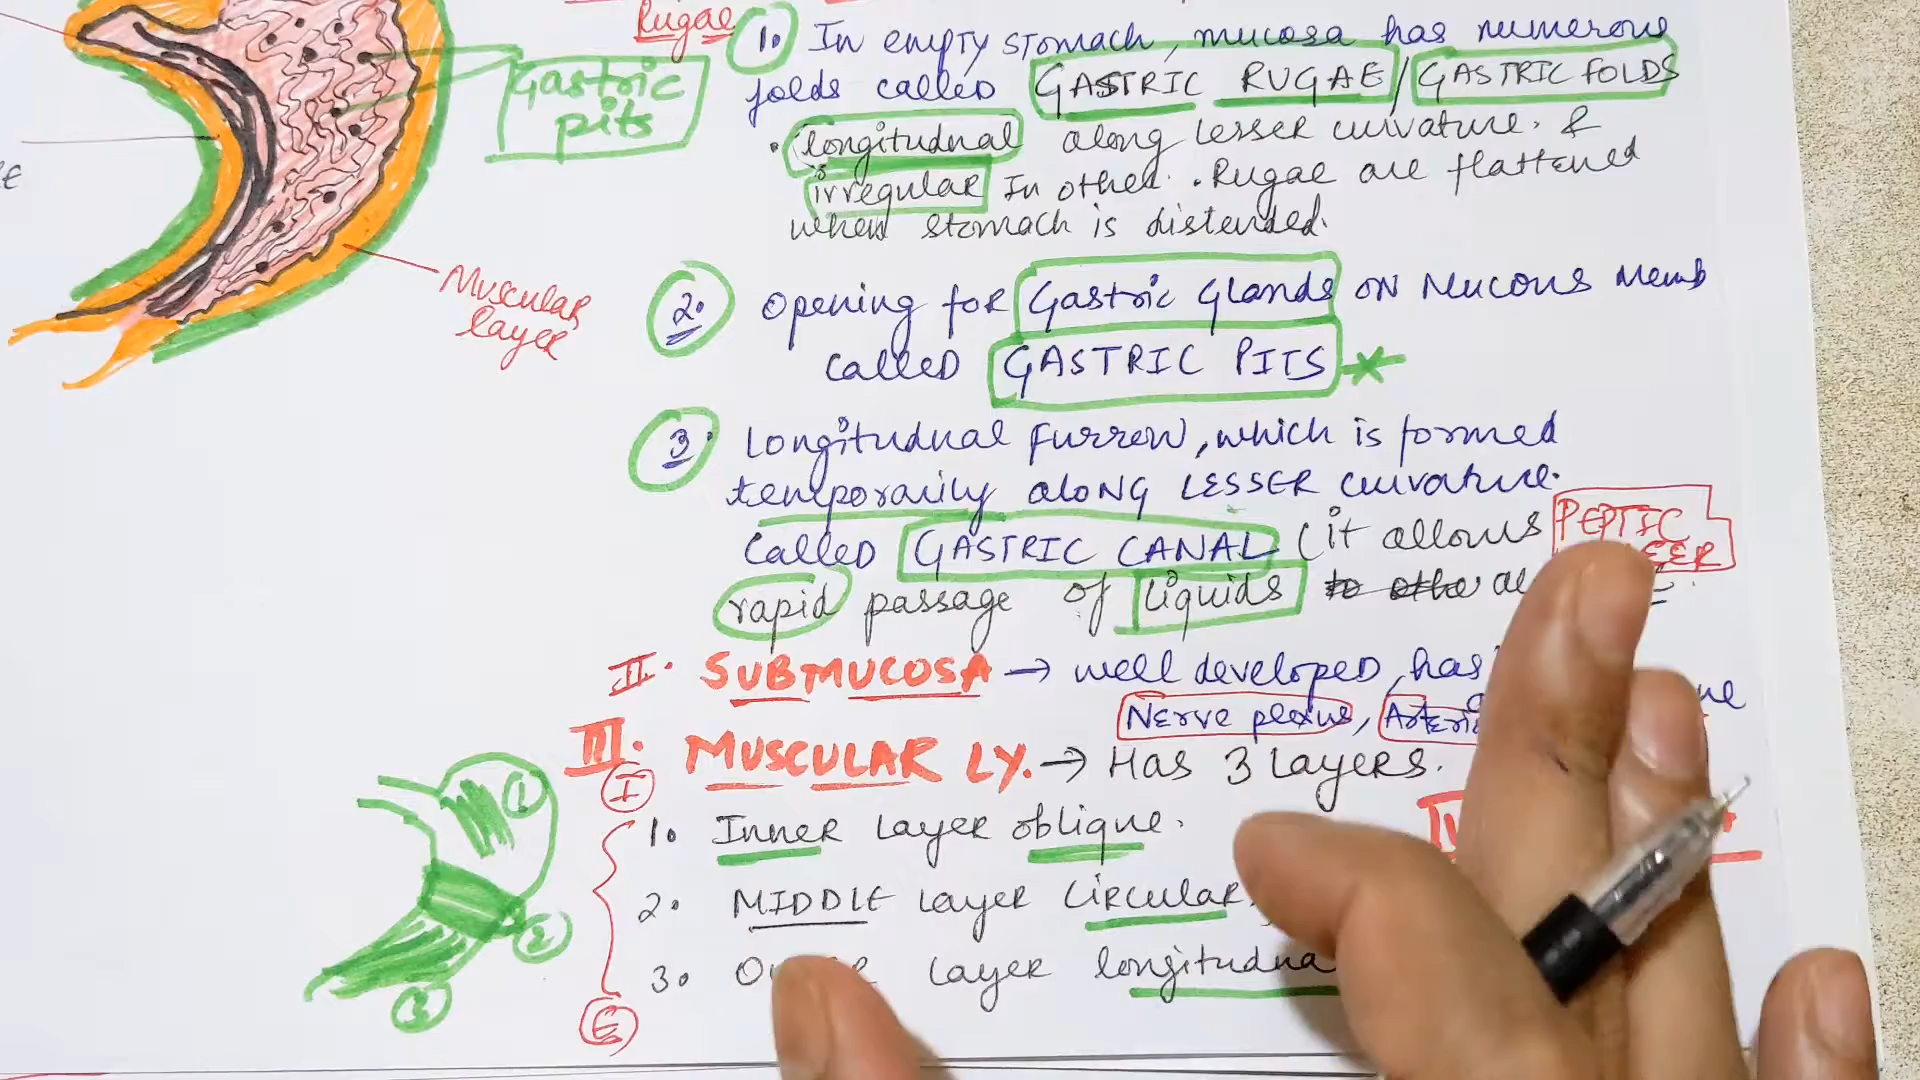 Rugae
Gastric
pits
Muscular
layer
E
1. In empty stomach, mucosa has numerous
folds called GASTRIC RUGAE / GASTRIC FOLDS
. longitudnal along lesser curvature. &
irregular In other. . Rugae are flattened
when stomach is distended.
2. Opening for Gastric Glands ON Mucous Memb
called GASTRIC PITS
3. Longitudnal Furrow, which is formed
temporarily along LESSER curvature.
Called GASTRIC CANAL (it allows PEPTIC
rapid passage of Liquids
II. SUBMUCOSA → well developed, has
Nerve plexus,
III. MUSCULAR LY. → Has 3 Layers.
I
1. Inner Layer oblique.
2. MIDDLE Layer Circular
3. Layer longitudna
E
1
2
3